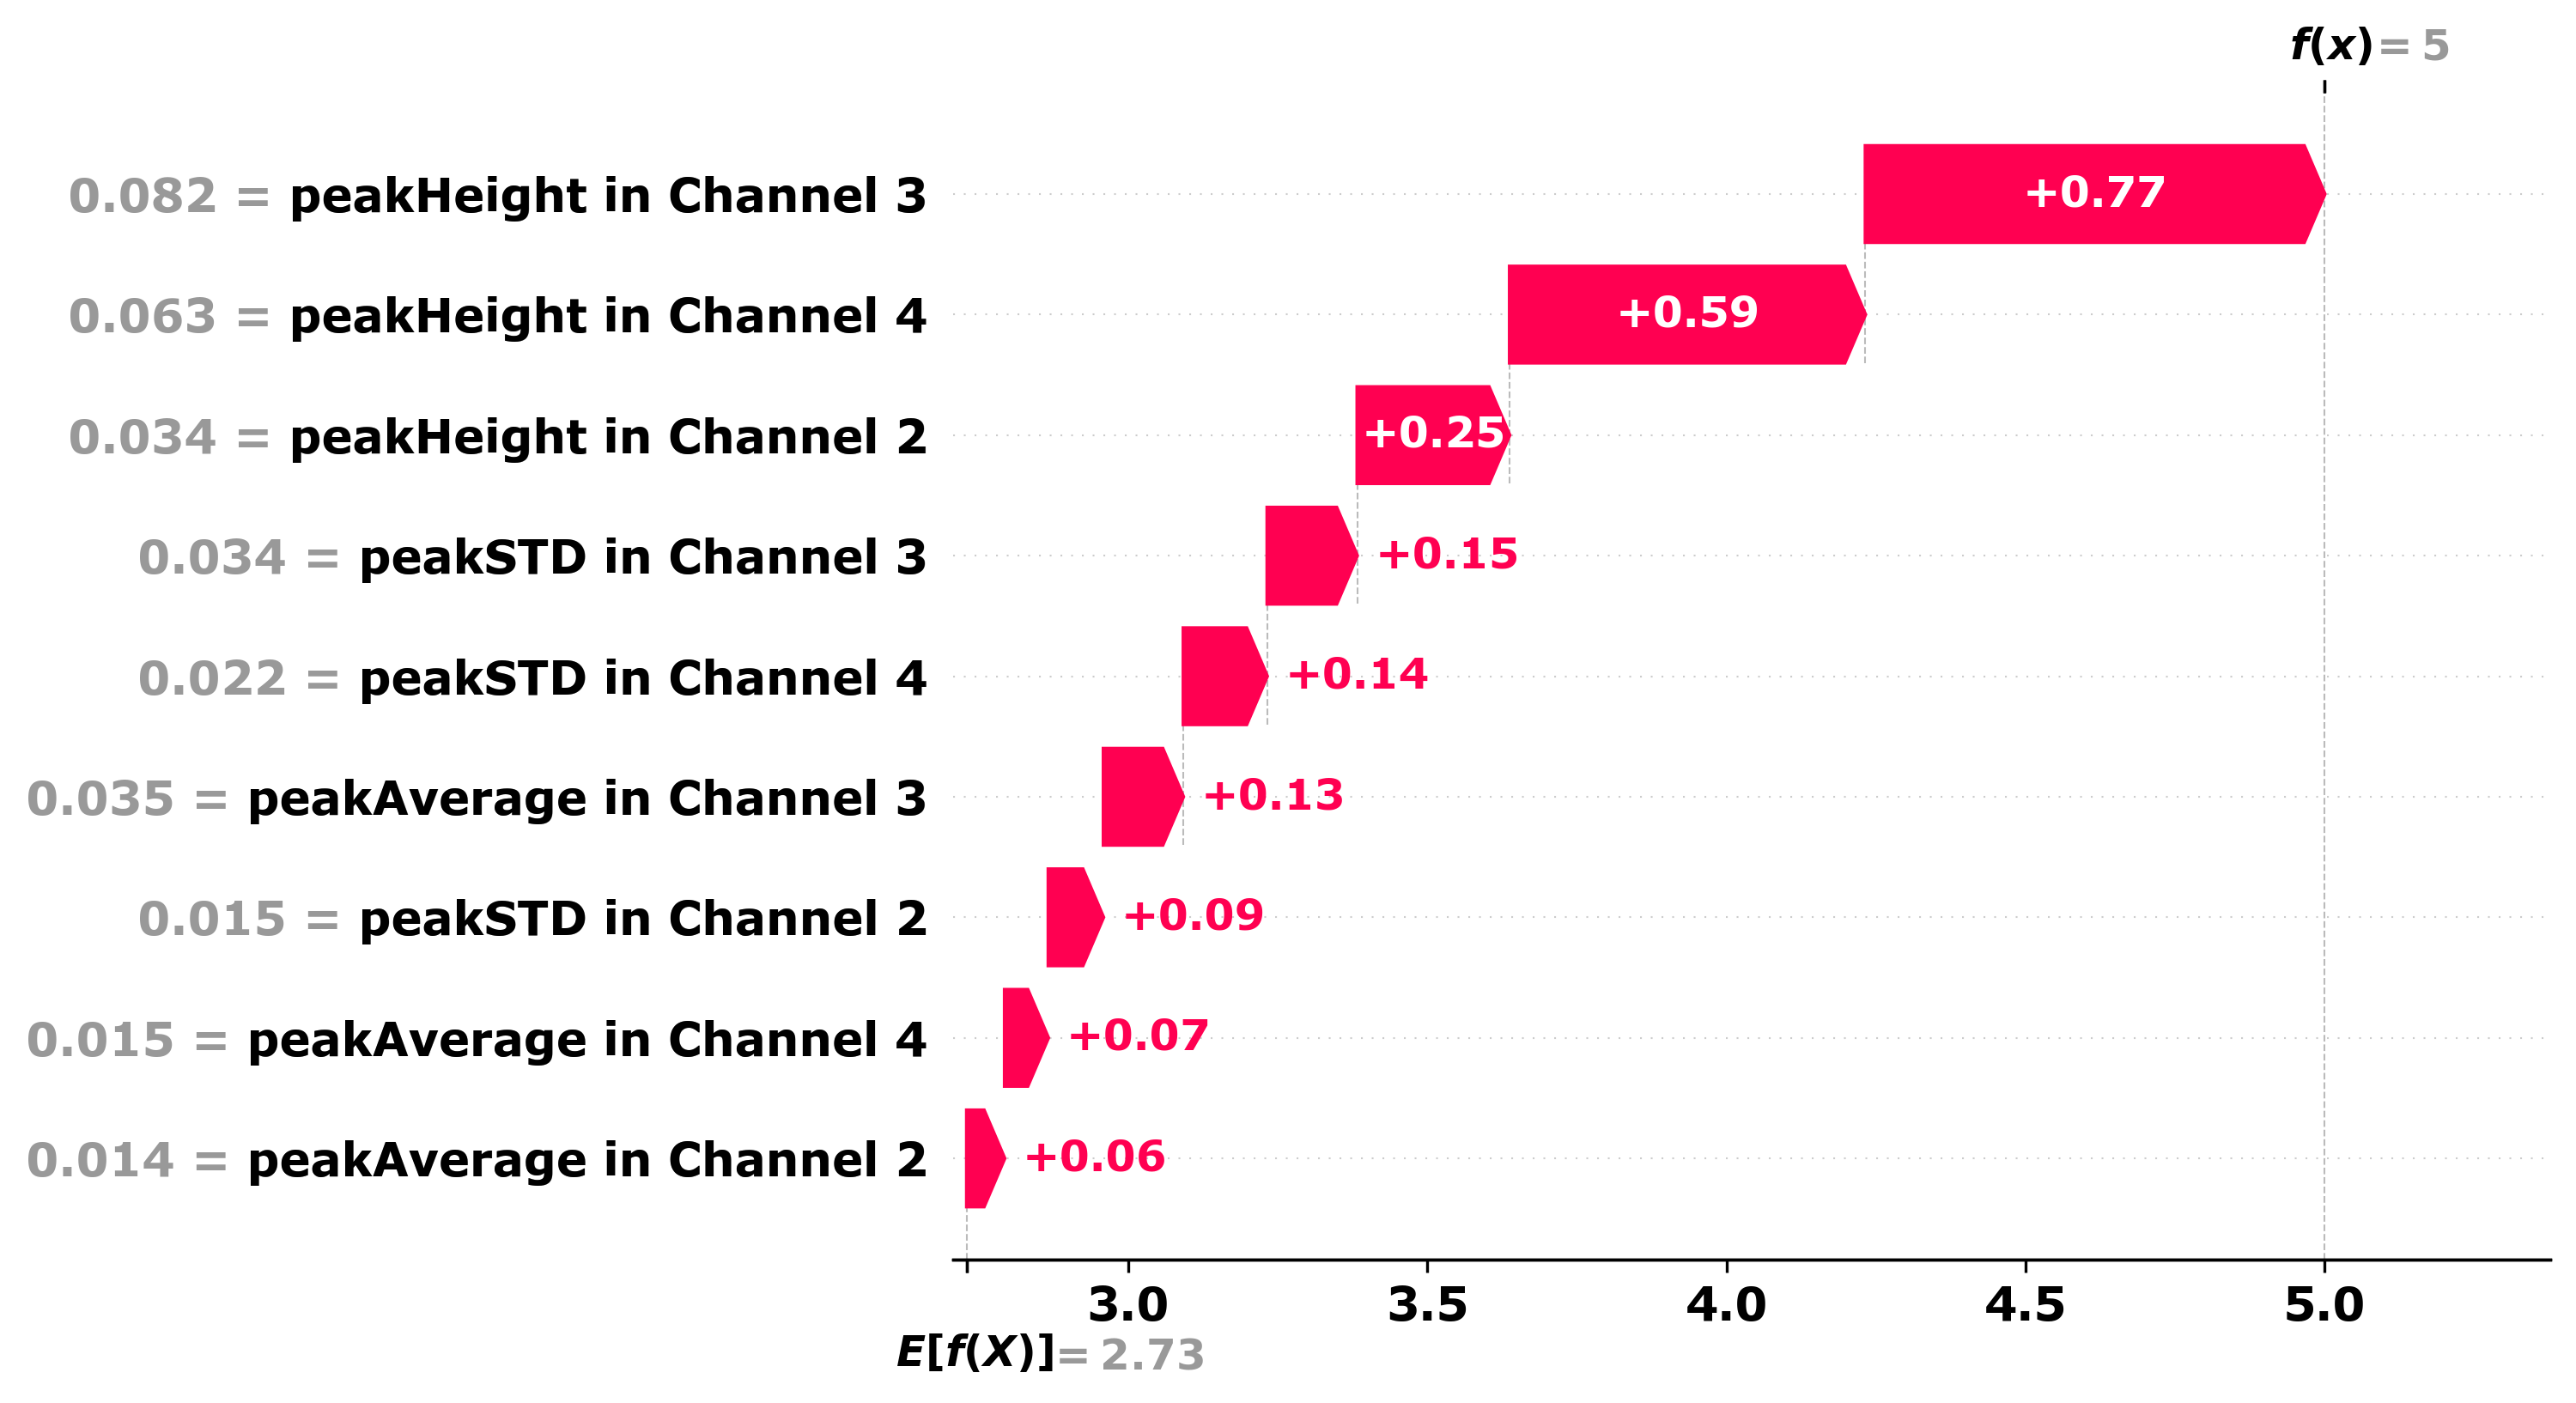 f(x) = 5
0.082 = peakHeight in Channel 3 +0.77
0.063 = peakHeight in Channel 4 +0.59
0.034 = peakHeight in Channel 2 +0.25
0.034 = peakSTD in Channel 3 +0.15
0.022 = peakSTD in Channel 4 +0.14
0.035 = peakAverage in Channel 3 +0.13
0.015 = peakSTD in Channel 2 +0.09
0.015 = peakAverage in Channel 4 +0.07
0.014 = peakAverage in Channel 2 +0.06
3.0 3.5 4.0 4.5 5.0
E[f(X)] = 2.73